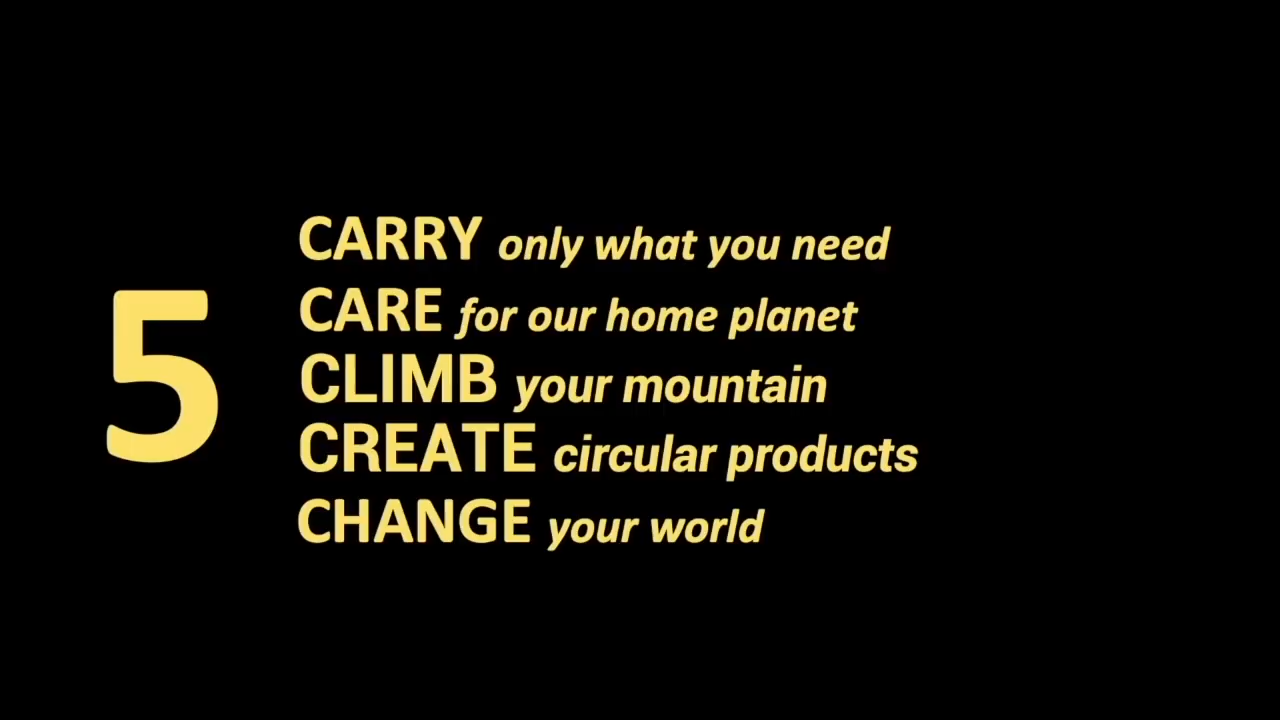 5
CARRY only what you need
CARE for our home planet
CLIMB your mountain
CREATE circular products
CHANGE your world